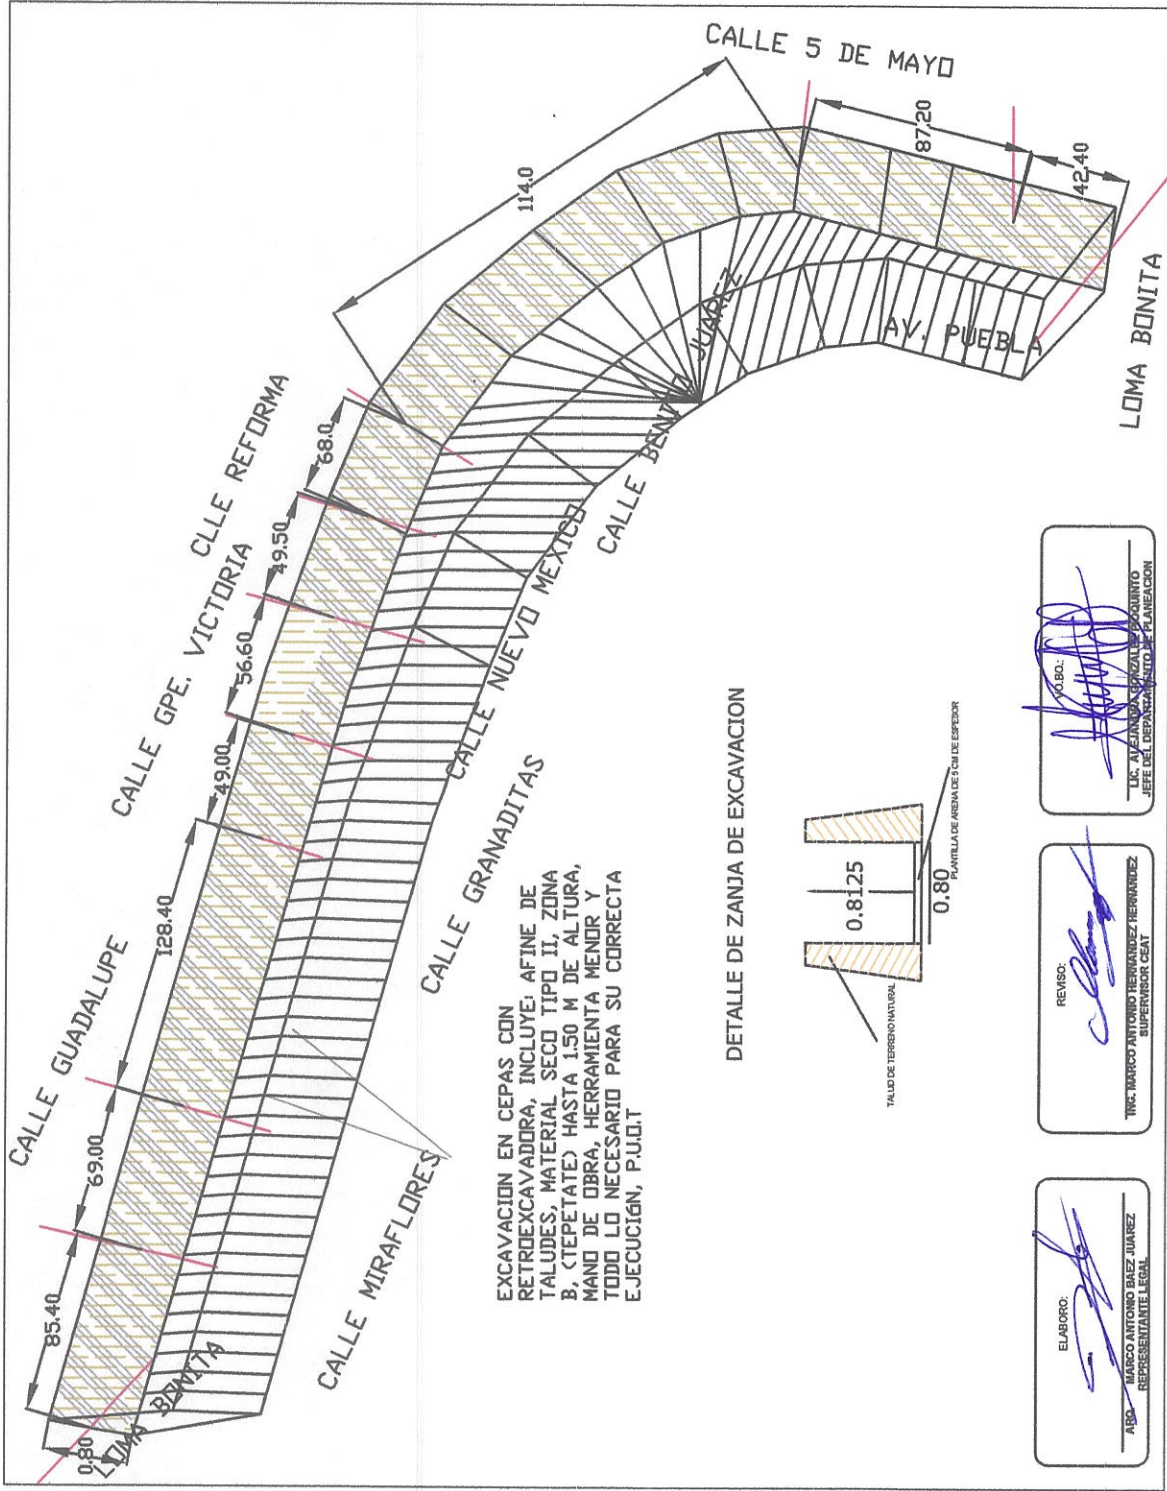 CALLE 5 DE MAYO
CALLE GUADALUPE
CALLE GPE. VICTORIA
CLLE REFORMA
85.40
69.00
128.40
49.00
56.60
49.50
68.0
114.0
87.20
42.40
0.80
LOMA BENITA
CALLE MIRAFLORES
CALLE GRANADITAS
CALLE NUEVO MEXICO
CALLE BENITO JUAREZ
AV. PUEBLA
LOMA BONITA
EXCAVACION EN CEPAS CON
RETROEXCAVADORA, INCLUYE: AFINE DE
TALUDES, MATERIAL SECO TIPO II, ZONA
B, (TEPETATE) HASTA 1.50 M DE ALTURA,
MANO DE OBRA, HERRAMIENTA MENOR Y
TODO LO NECESARIO PARA SU CORRECTA
EJECUCIÓN, P.U.O.T
DETALLE DE ZANJA DE EXCAVACION
0.8125
0.80
TALUD DE TERRENO NATURAL
PLANTILLA DE ARENA DE 5 CM DE ESPESOR
ELABORO:
ARQ. MARCO ANTONIO BAEZ JUAREZ
REPRESENTANTE LEGAL
REVISO:
ING. MARCO ANTONIO HERNANDEZ HERNANDEZ
SUPERVISOR CEAT
VO.BO.:
LIC. ALEJANDRA GONZALEZ
JEFE DEL DEPARTAMENTO DE PLANEACION